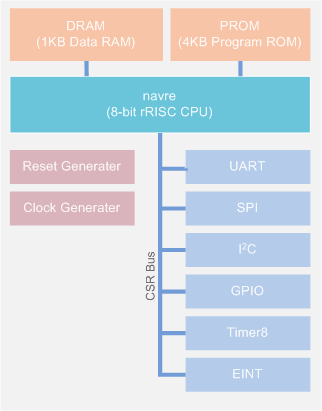 DRAM
(1KB Data RAM)
PROM
(4KB Program ROM)
navre
(8-bit rRISC CPU)
Reset Generater
Clock Generater
CSR Bus
UART
SPI
I²C
GPIO
Timer8
EINT